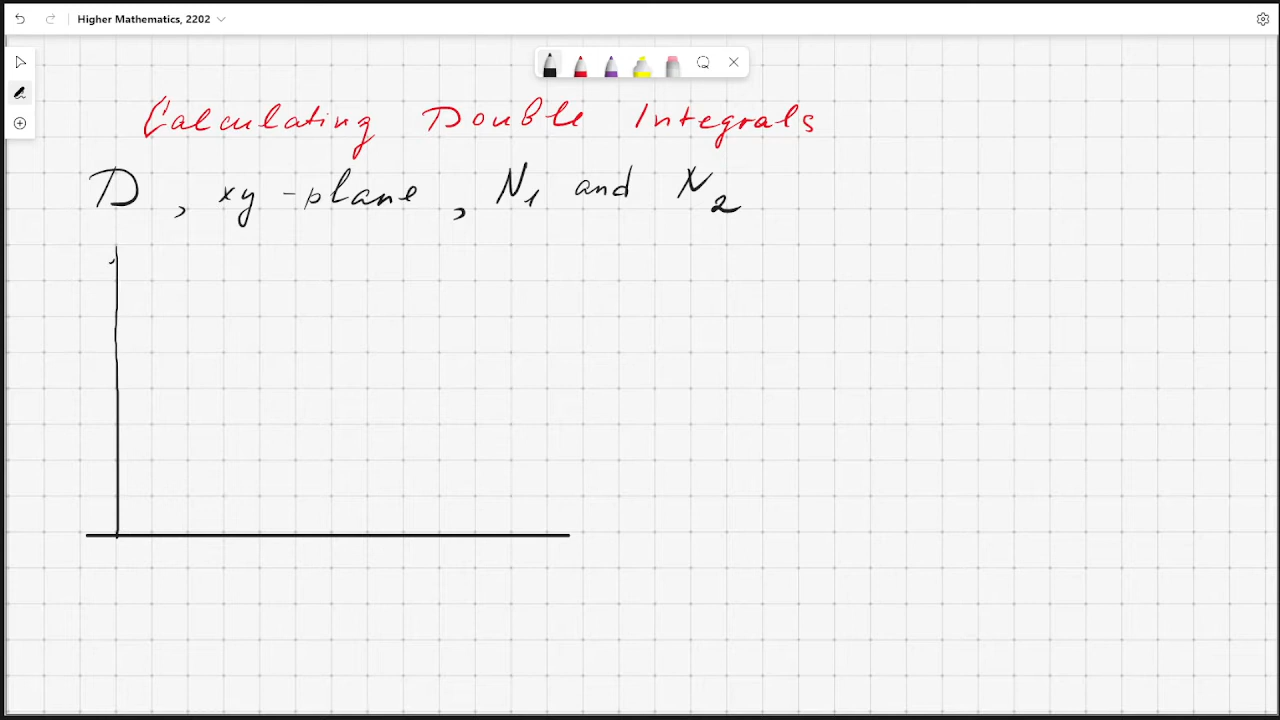 Higher Mathematics, 2202
Calculating Double Integrals
D, xy-plane, N₁ and N₂